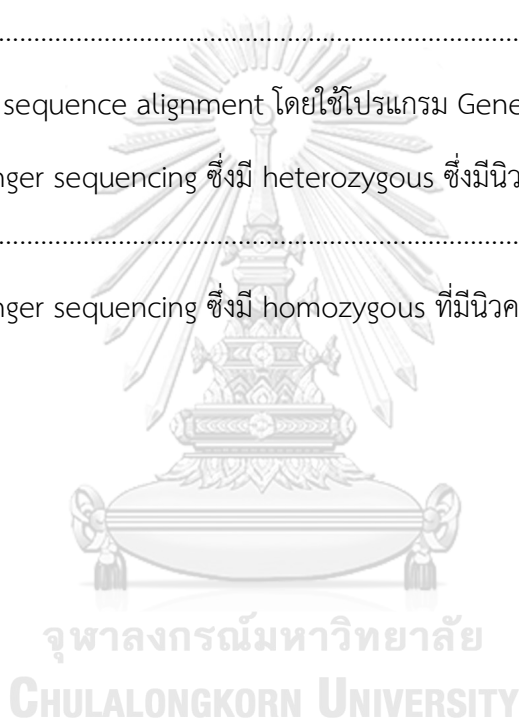 ................................................................................
sequence alignment โดยใช้โปรแกรม Gene
nger sequencing ซึ่งมี heterozygous ซึ่งมีนิว
................................................................................
nger sequencing ซึ่งมี homozygous ที่มีนิวค
จุฬาลงกรณ์มหาวิทยาลัย
CHULALONGKORN UNIVERSITY